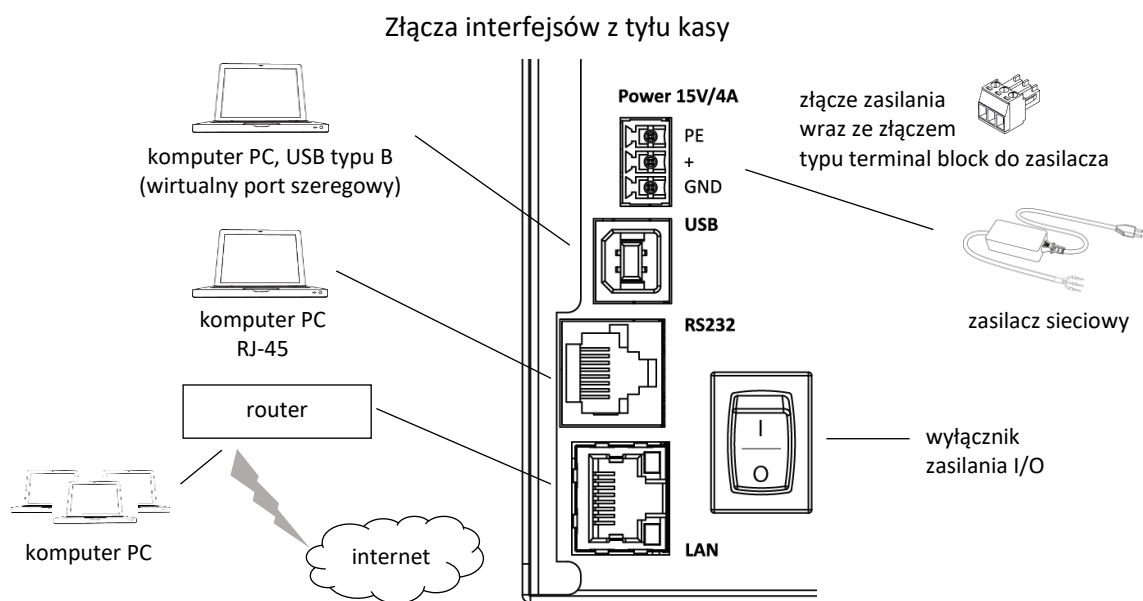 Złącza interfejsów z tyłu kasy
komputer PC, USB typu B
(wirtualny port szeregowy)
komputer PC
RJ-45
router
komputer PC
internet
Power 15V/4A
PE
+
GND
USB
RS232
LAN
I
O
złącze zasilania
wraz ze złączem
typu terminal block do zasilacza
zasilacz sieciowy
wyłącznik
zasilania I/O